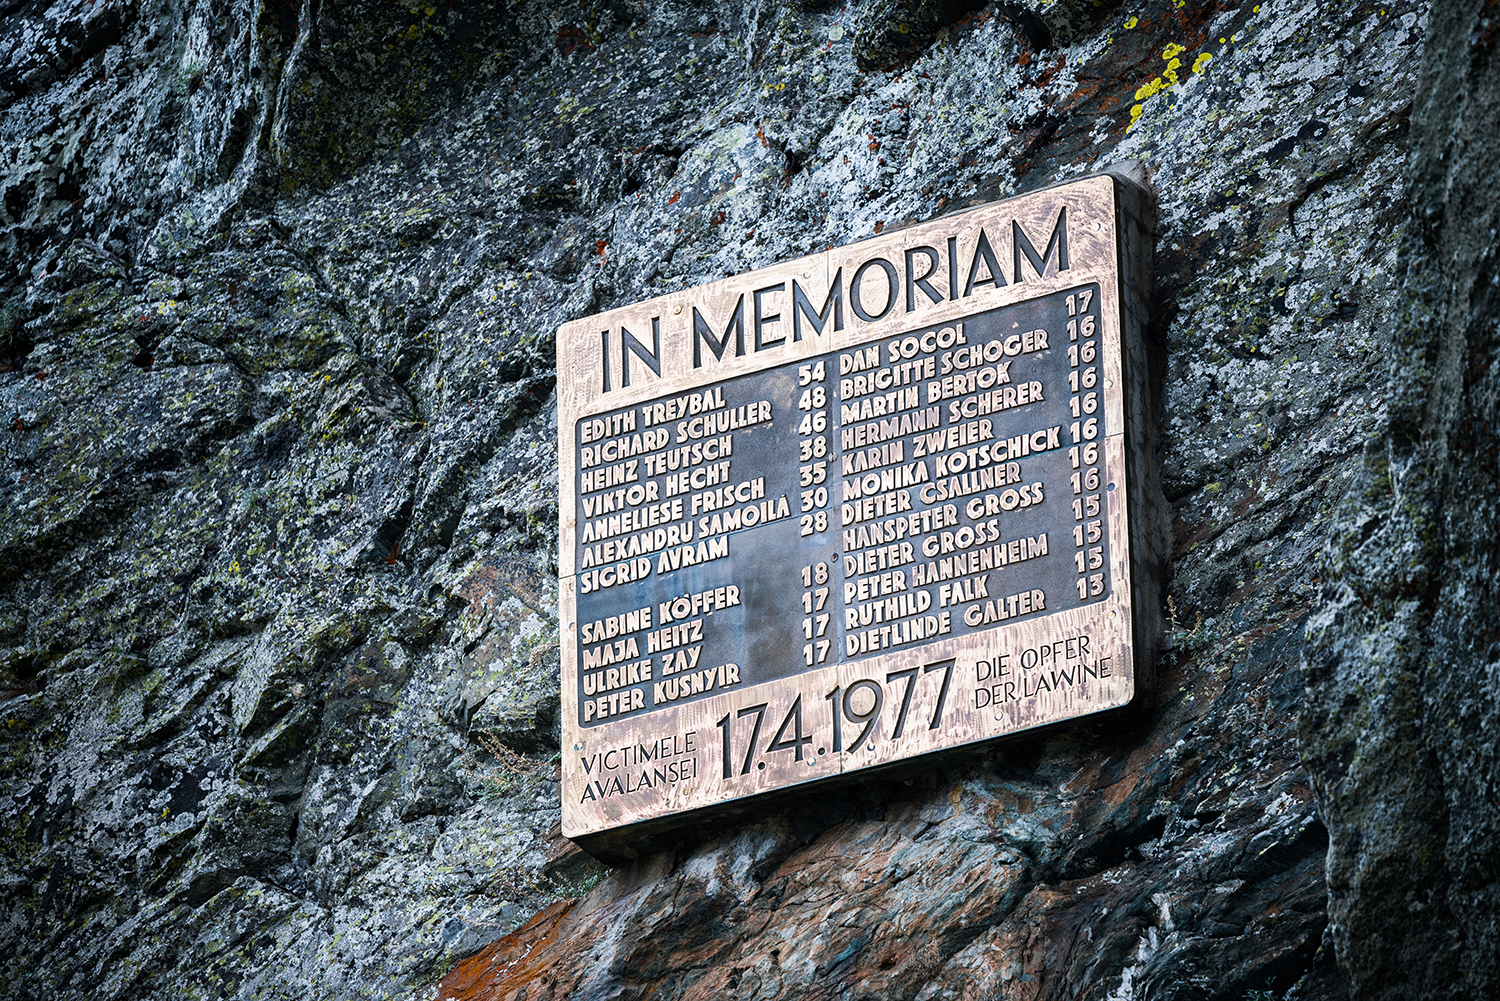 IN MEMORIAM
EDITH TREYBAL 54
RICHARD SCHULLER 48
HEINZ TEUTSCH 46
VIKTOR HECHT 38
ANNELIESE FRISCH 35
ALEXANDRU SAMOILĂ 30
SIGRID AVRAM 28
SABINE KÖFFER 18
MAJA HEITZ 17
ULRIKE ZAY 17
PETER KUSNYIR 17
DAN SOCOL 17
BRIGITTE SCHOGER 16
MARTIN BERTOK 16
HERMANN SCHERER 16
KARIN ZWEIER 16
MONIKA KOTSCHICK 16
DIETER CSALLNER 16
HANSPETER GROSS 16
DIETER GROSS 15
PETER HANNENHEIM 15
RUTHILD FALK 15
DIETLINDE GALTER 13
VICTIMELE
AVALANSEI
17.4.1977
DIE OPFER
DER LAWINE